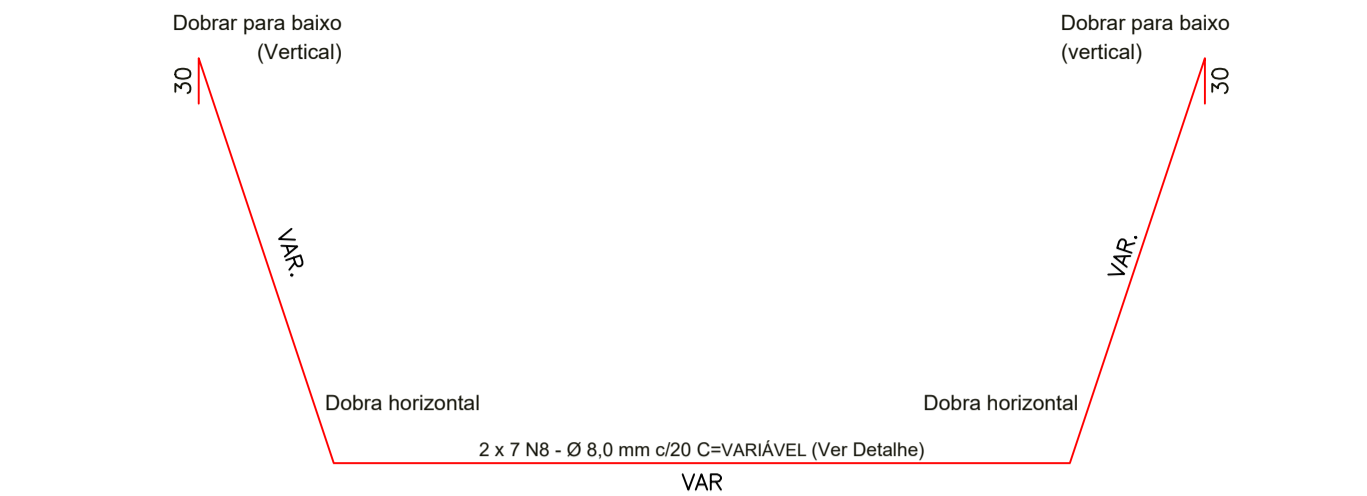 Dobrar para baixo
(Vertical)
Dobrar para baixo
(vertical)
30
30
VAR.
VAR.
Dobra horizontal
Dobra horizontal
2 x 7 N8 - Ø 8,0 mm c/20 C=VARIÁVEL (Ver Detalhe)
VAR